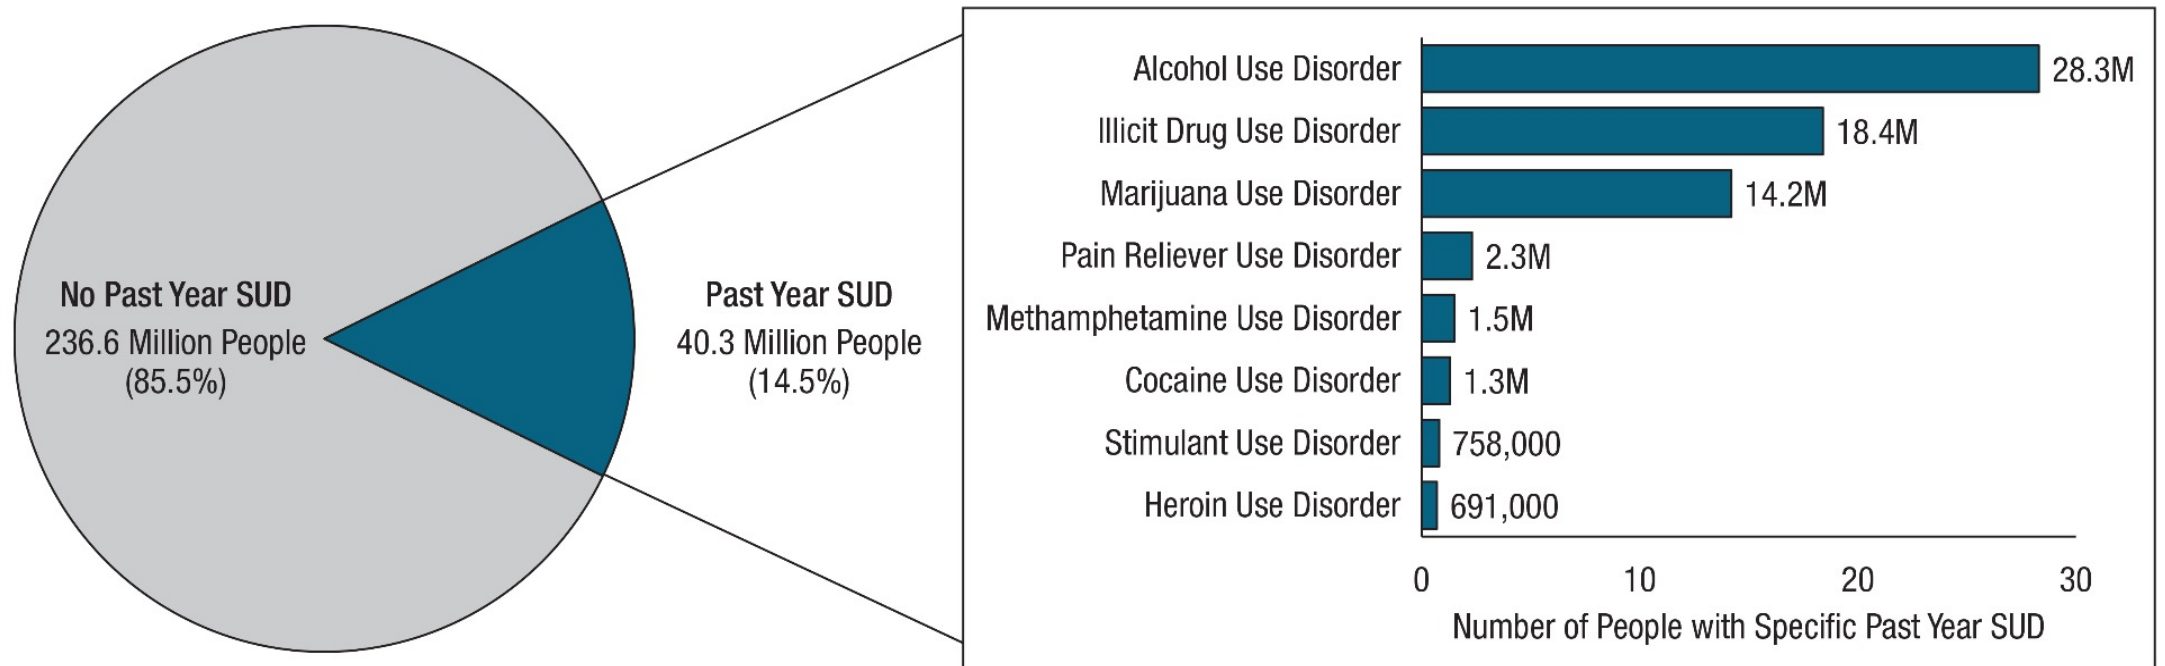 No Past Year SUD
236.6 Million People
(85.5%)
Past Year SUD
40.3 Million People
(14.5%)
Alcohol Use Disorder 28.3M
Illicit Drug Use Disorder 18.4M
Marijuana Use Disorder 14.2M
Pain Reliever Use Disorder 2.3M
Methamphetamine Use Disorder 1.5M
Cocaine Use Disorder 1.3M
Stimulant Use Disorder 758,000
Heroin Use Disorder 691,000
0 10 20 30
Number of People with Specific Past Year SUD